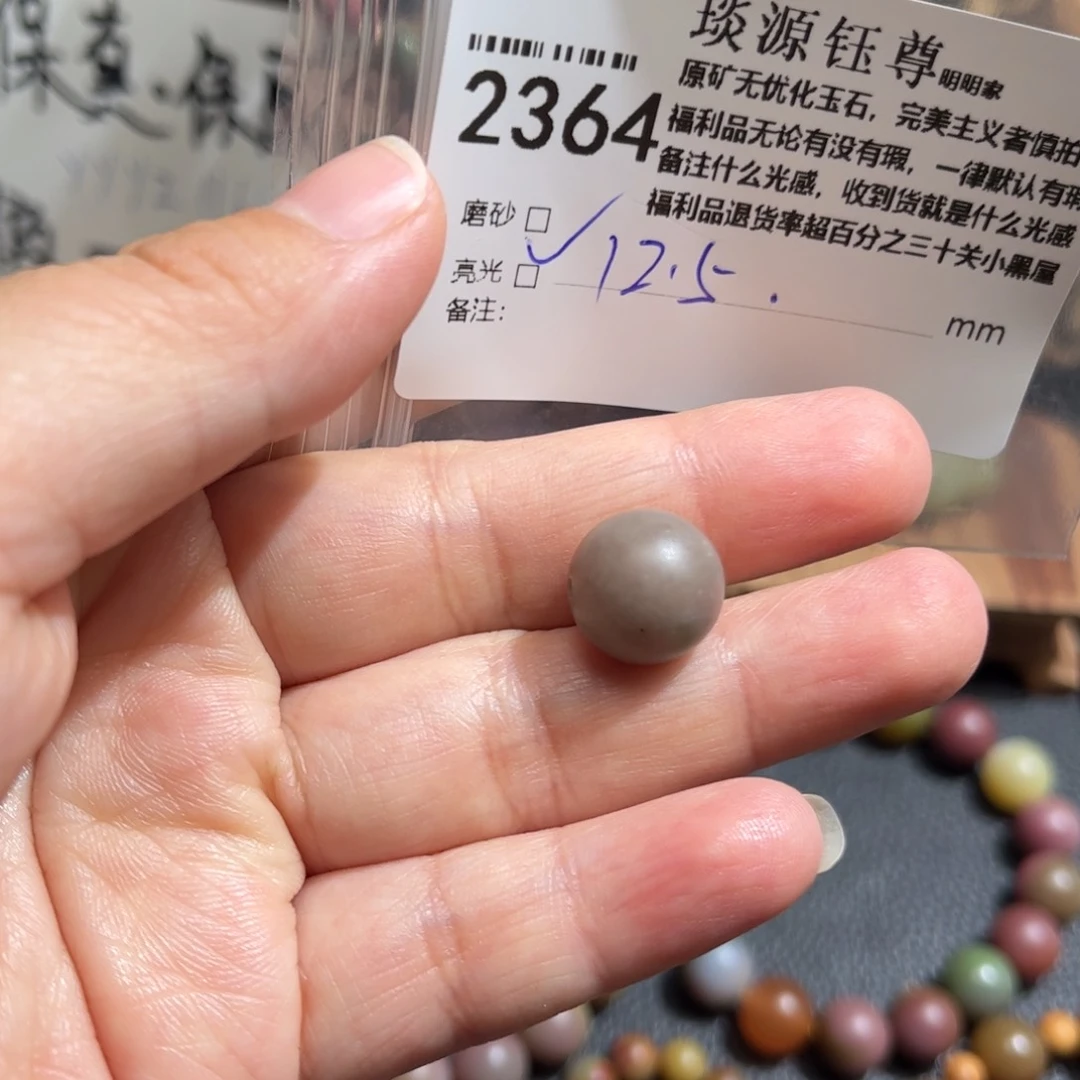 琰源钰尊明明家
2364
原矿无优化玉石，完美主义者慎拍
福利品无论有没有瑕，一律默认有瑕
备注什么光感，收到货就是什么光感
福利品退货率超百分之三十关小黑屋
磨砂 □
亮光 □ ✓ 12.5. mm
备注：
保真·保